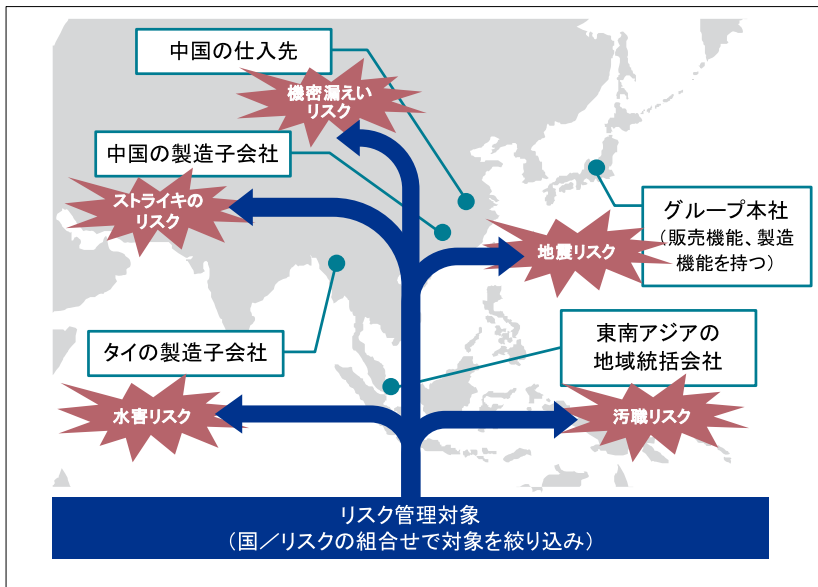 中国の仕入先
機密漏えい
リスク
中国の製造子会社
ストライキの
リスク
グループ本社
（販売機能、製造
機能を持つ）
地震リスク
タイの製造子会社
東南アジアの
地域統括会社
水害リスク
汚職リスク
リスク管理対象
（国／リスクの組合せで対象を絞り込み）